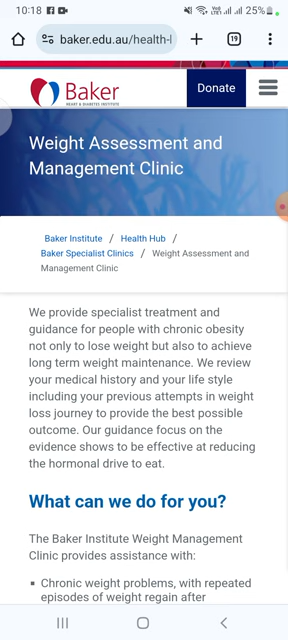 10:18 25%
baker.edu.au/health-l 19
Baker
HEART & DIABETES INSTITUTE
Donate
Weight Assessment and
Management Clinic
Baker Institute / Health Hub /
Baker Specialist Clinics / Weight Assessment and
Management Clinic
We provide specialist treatment and
guidance for people with chronic obesity
not only to lose weight but also to achieve
long term weight maintenance. We review
your medical history and your life style
including your previous attempts in weight
loss journey to provide the best possible
outcome. Our guidance focus on the
evidence shows to be effective at reducing
the hormonal drive to eat.
What can we do for you?
The Baker Institute Weight Management
Clinic provides assistance with:
▪ Chronic weight problems, with repeated
episodes of weight regain after